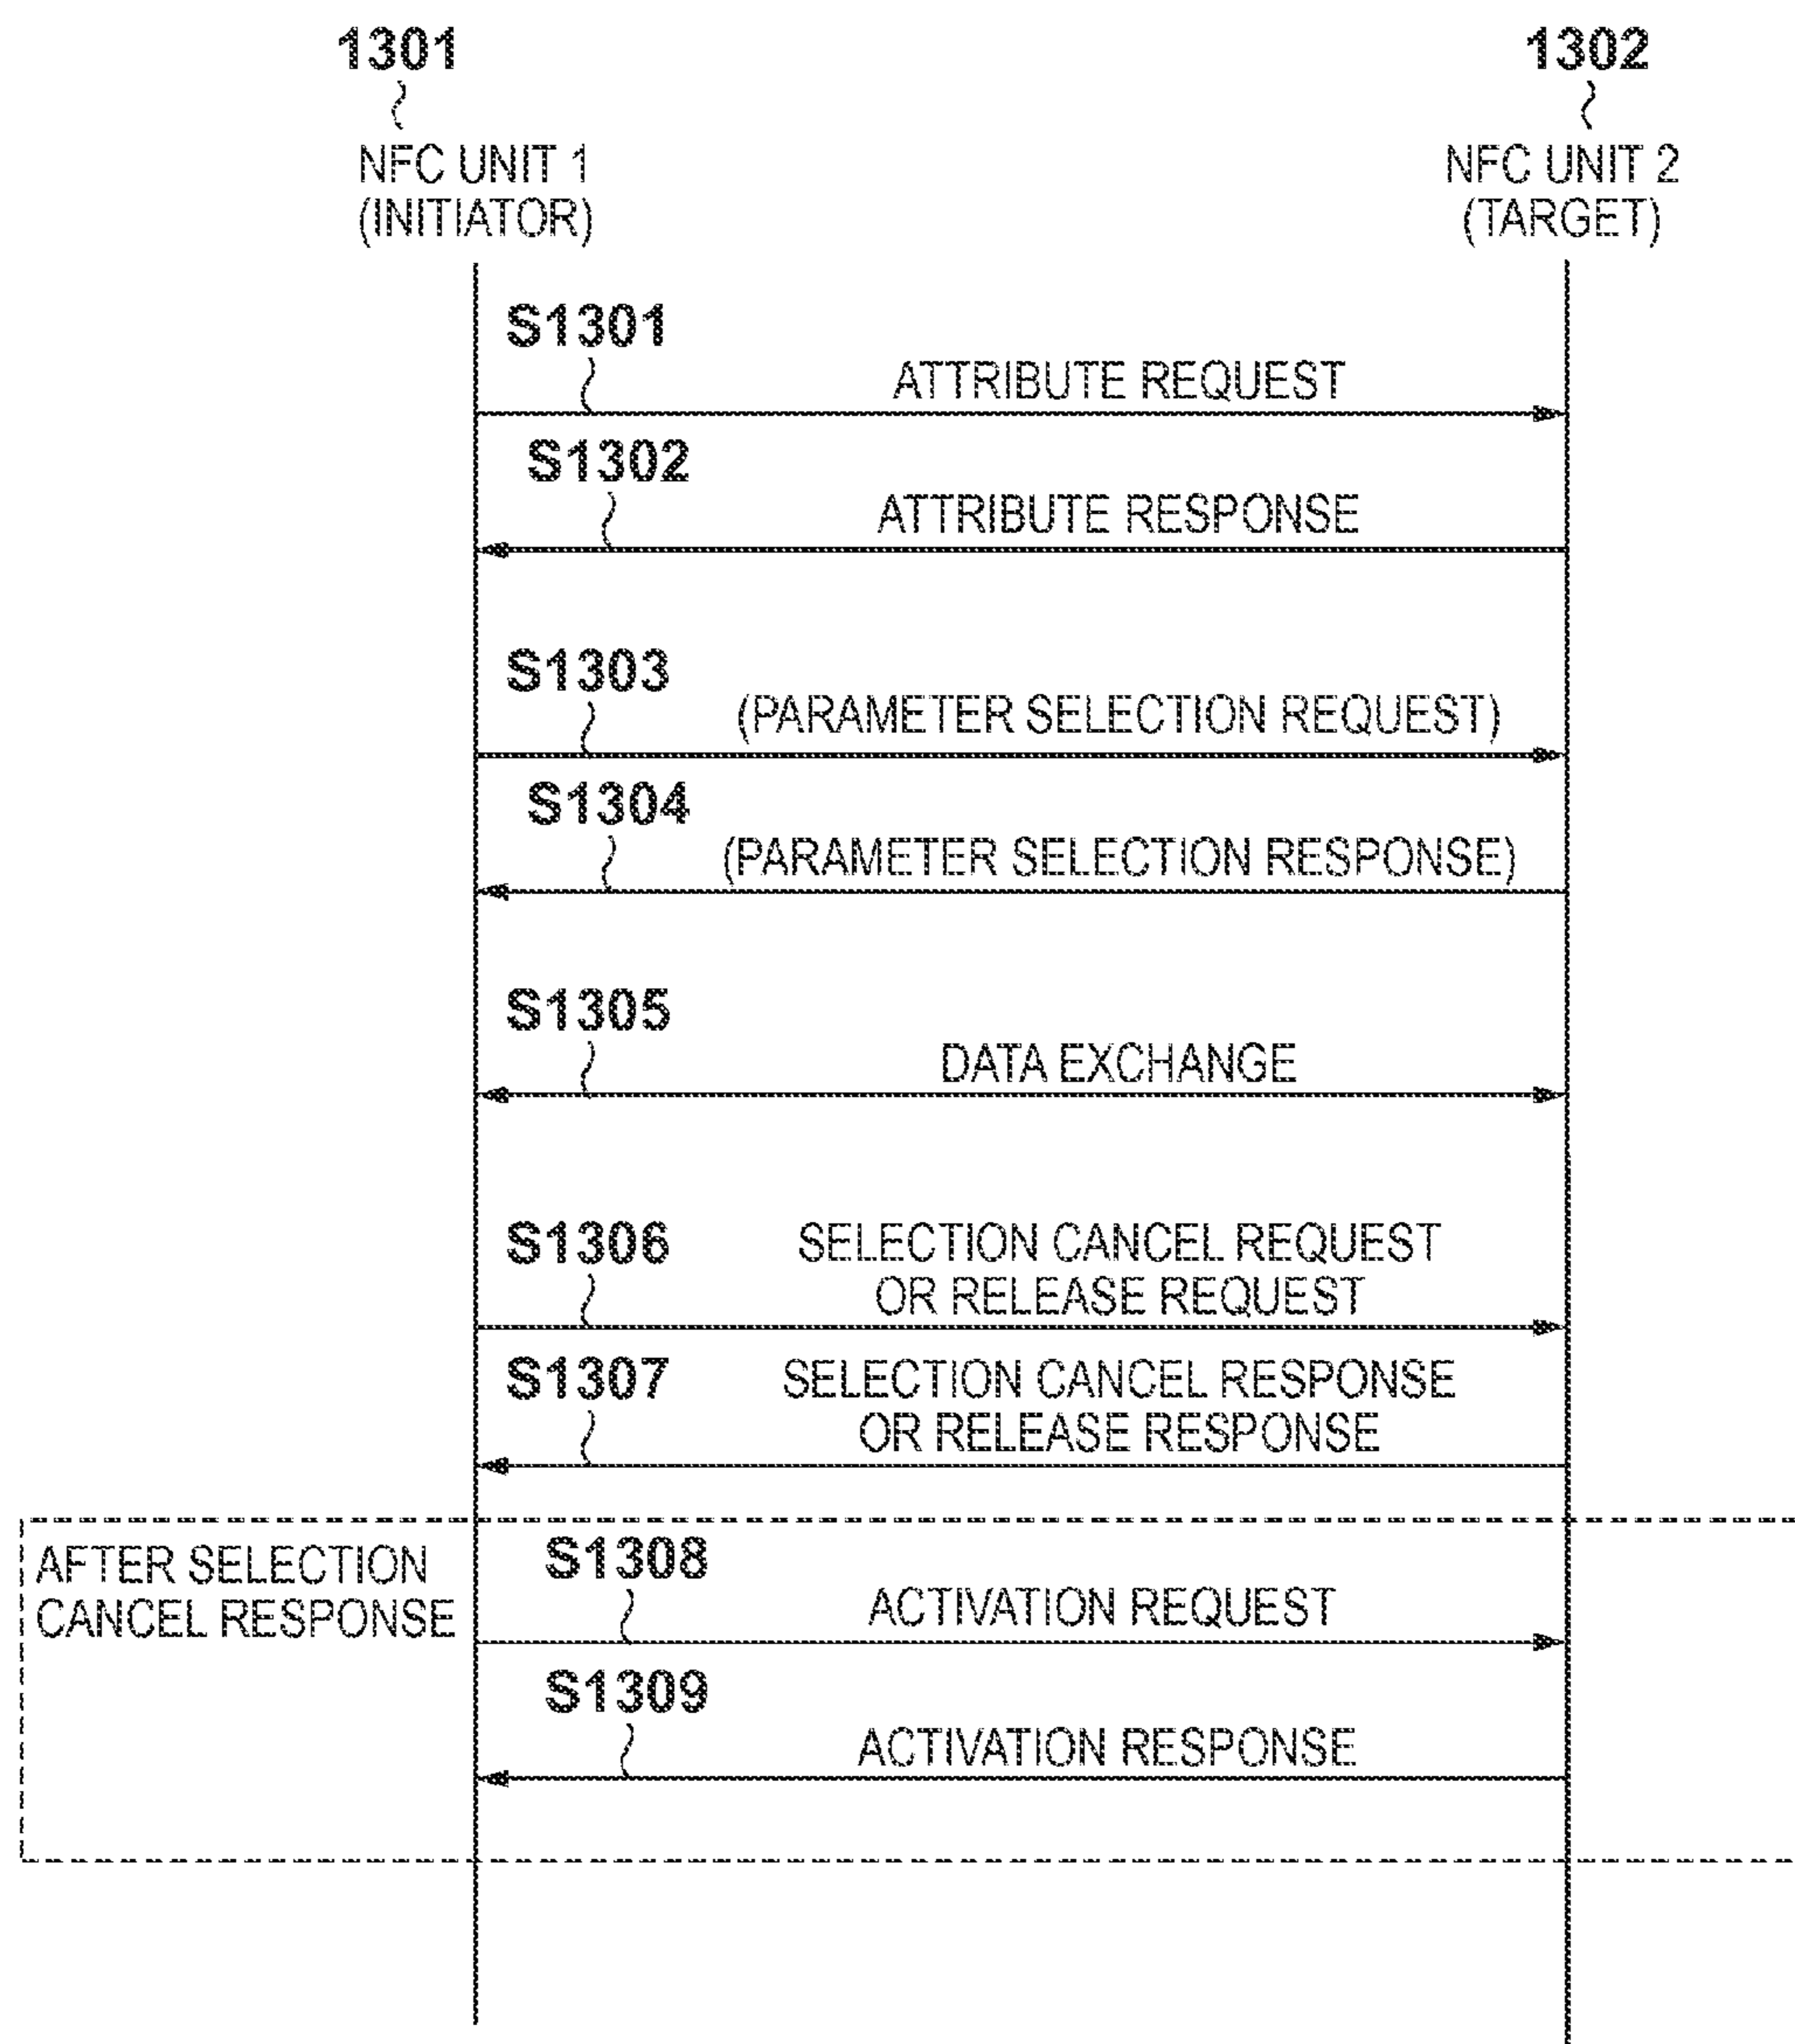 1301
1302
NFC UNIT 1
(INITIATOR)
NFC UNIT 2
(TARGET)
S1301
ATTRIBUTE REQUEST
S1302
ATTRIBUTE RESPONSE
S1303
(PARAMETER SELECTION REQUEST)
S1304
(PARAMETER SELECTION RESPONSE)
S1305
DATA EXCHANGE
S1306
SELECTION CANCEL REQUEST
OR RELEASE REQUEST
S1307
SELECTION CANCEL RESPONSE
OR RELEASE RESPONSE
AFTER SELECTION
CANCEL RESPONSE
S1308
ACTIVATION REQUEST
S1309
ACTIVATION RESPONSE